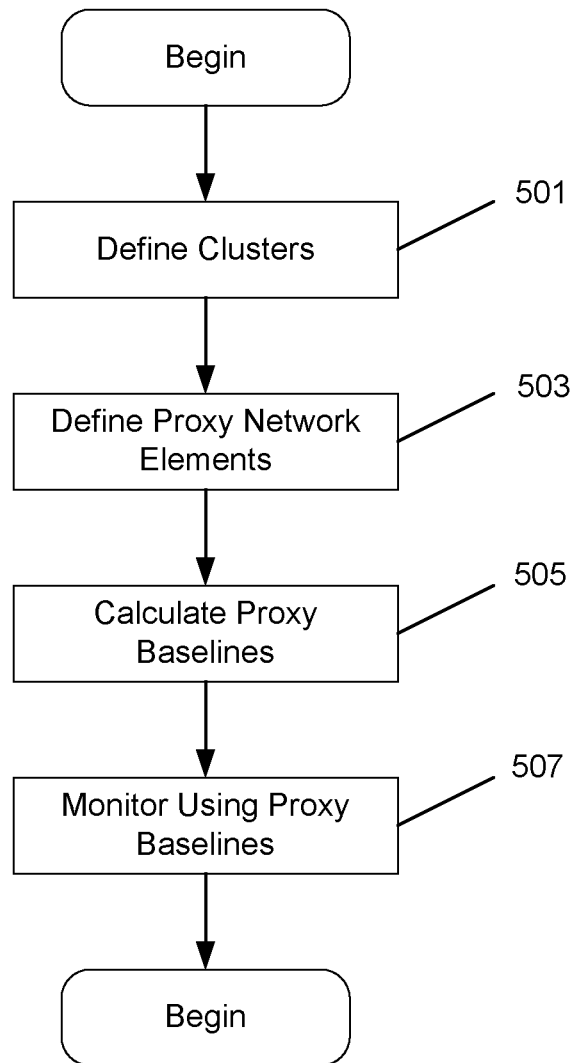 Begin
501
Define Clusters
503
Define Proxy Network
Elements
505
Calculate Proxy
Baselines
507
Monitor Using Proxy
Baselines
Begin